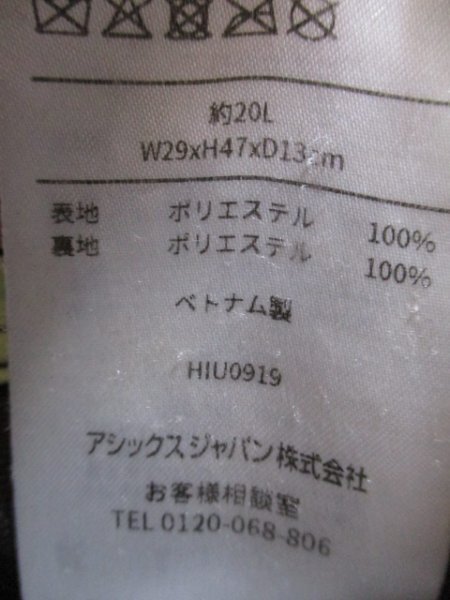 約20L
W29xH47xD13cm
表地 ポリエステル 100%
裏地 ポリエステル 100%
ベトナム製
HIU0919
アシックスジャパン株式会社
お客様相談室
TEL 0120-068-806